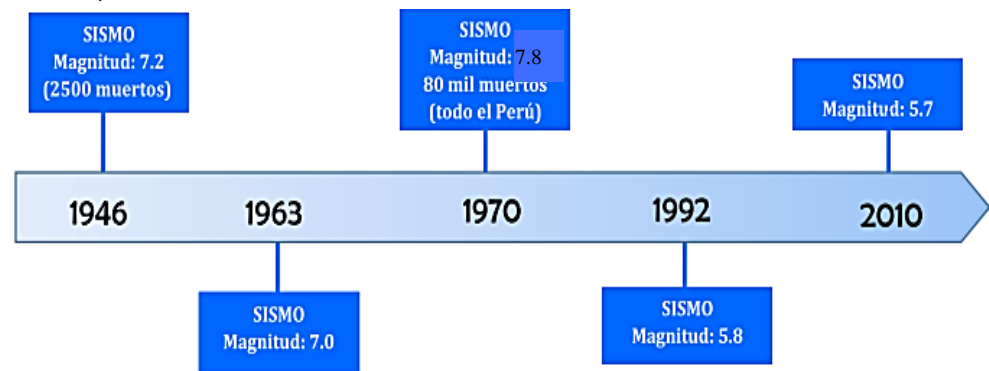 SISMO
Magnitud: 7.2
(2500 muertos)
SISMO
Magnitud: 7.8
80 mil muertos
(todo el Perú)
SISMO
Magnitud: 5.7
1946
1963
1970
1992
2010
SISMO
Magnitud: 7.0
SISMO
Magnitud: 5.8